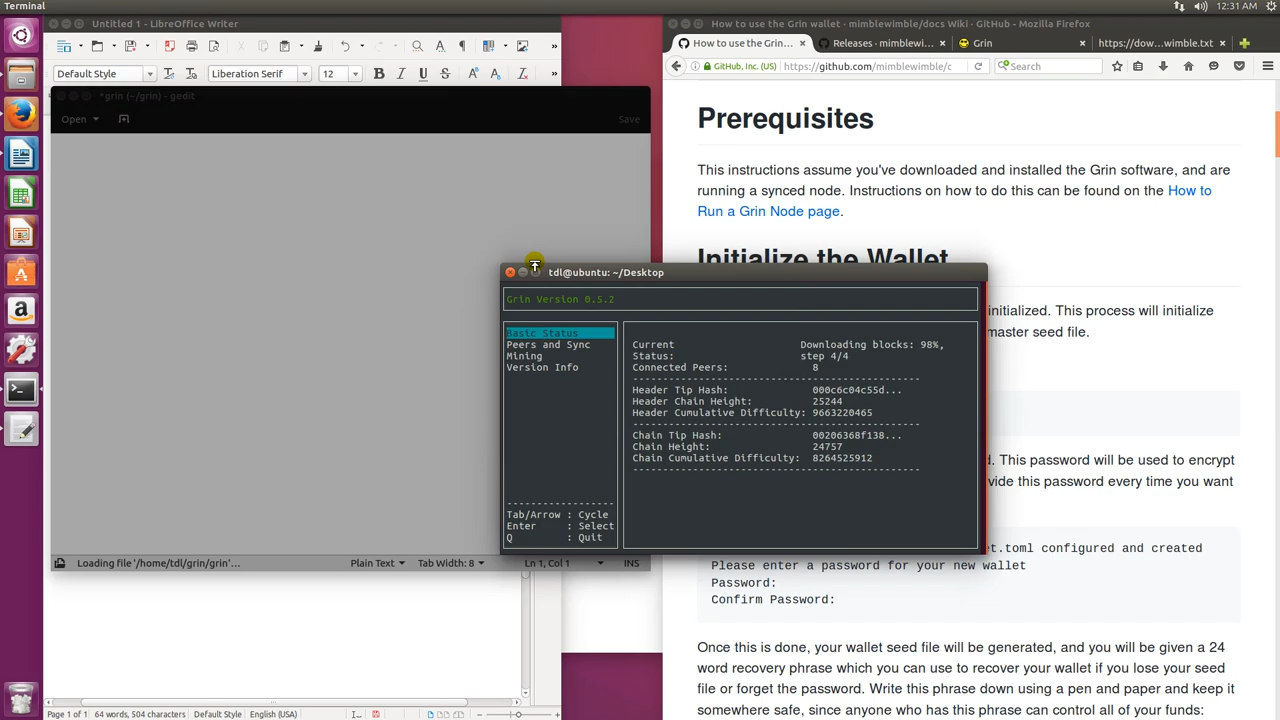 Terminal
12:31 AM
Untitled 1 - LibreOffice Writer
Default Style
Liberation Serif
12
*grin (~/grin) - gedit
Open
Save
Loading file '/home/tdl/grin/grin'…
Plain Text
Tab Width: 8
Ln 1, Col 1
INS
Page 1 of 1
64 words, 504 characters
Default Style
English (USA)
tdl@ubuntu: ~/Desktop
Grin Version 0.5.2
Basic Status
Peers and Sync
Mining
Version Info
Tab/Arrow : Cycle
Enter : Select
Q : Quit
Current Status: Downloading blocks: 98%, step 4/4
Connected Peers: 8
Header Tip Hash: 000c6c04c55d...
Header Chain Height: 25244
Header Cumulative Difficulty: 9663220465
Chain Tip Hash: 00206368f138...
Chain Height: 24757
Chain Cumulative Difficulty: 8264525912
How to use the Grin wallet - mimblewimble/docs Wiki - GitHub - Mozilla Firefox
How to use the Grin…
Releases · mimblewi…
Grin
https://dow…wimble.txt
GitHub, Inc. (US)
https://github.com/mimblewimble/c
Search
Prerequisites
This instructions assume you've downloaded and installed the Grin software, and are
running a synced node. Instructions on how to do this can be found on the How to
Run a Grin Node page.
Initialize the Wallet
initialized. This process will initialize
master seed file.
d. This password will be used to encrypt
vide this password every time you want
et.toml configured and created
Please enter a password for your new wallet
Password:
Confirm Password:
Once this is done, your wallet seed file will be generated, and you will be given a 24
word recovery phrase which you can use to recover your wallet if you lose your seed
file or forget the password. Write this phrase down using a pen and paper and keep it
somewhere safe, since anyone who has this phrase can control all of your funds: